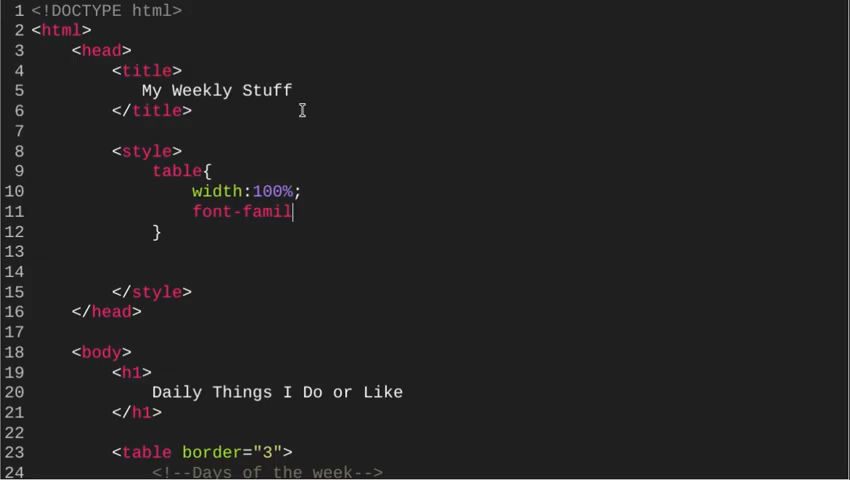 1 <!DOCTYPE html>
2 <html>
3 <head>
4 <title>
5 My Weekly Stuff
6 </title>
7
8 <style>
9 table{
10 width:100%;
11 font-famil
12 }
13
14
15 </style>
16 </head>
17
18 <body>
19 <h1>
20 Daily Things I Do or Like
21 </h1>
22
23 <table border="3">
24 <!--Days of the week-->